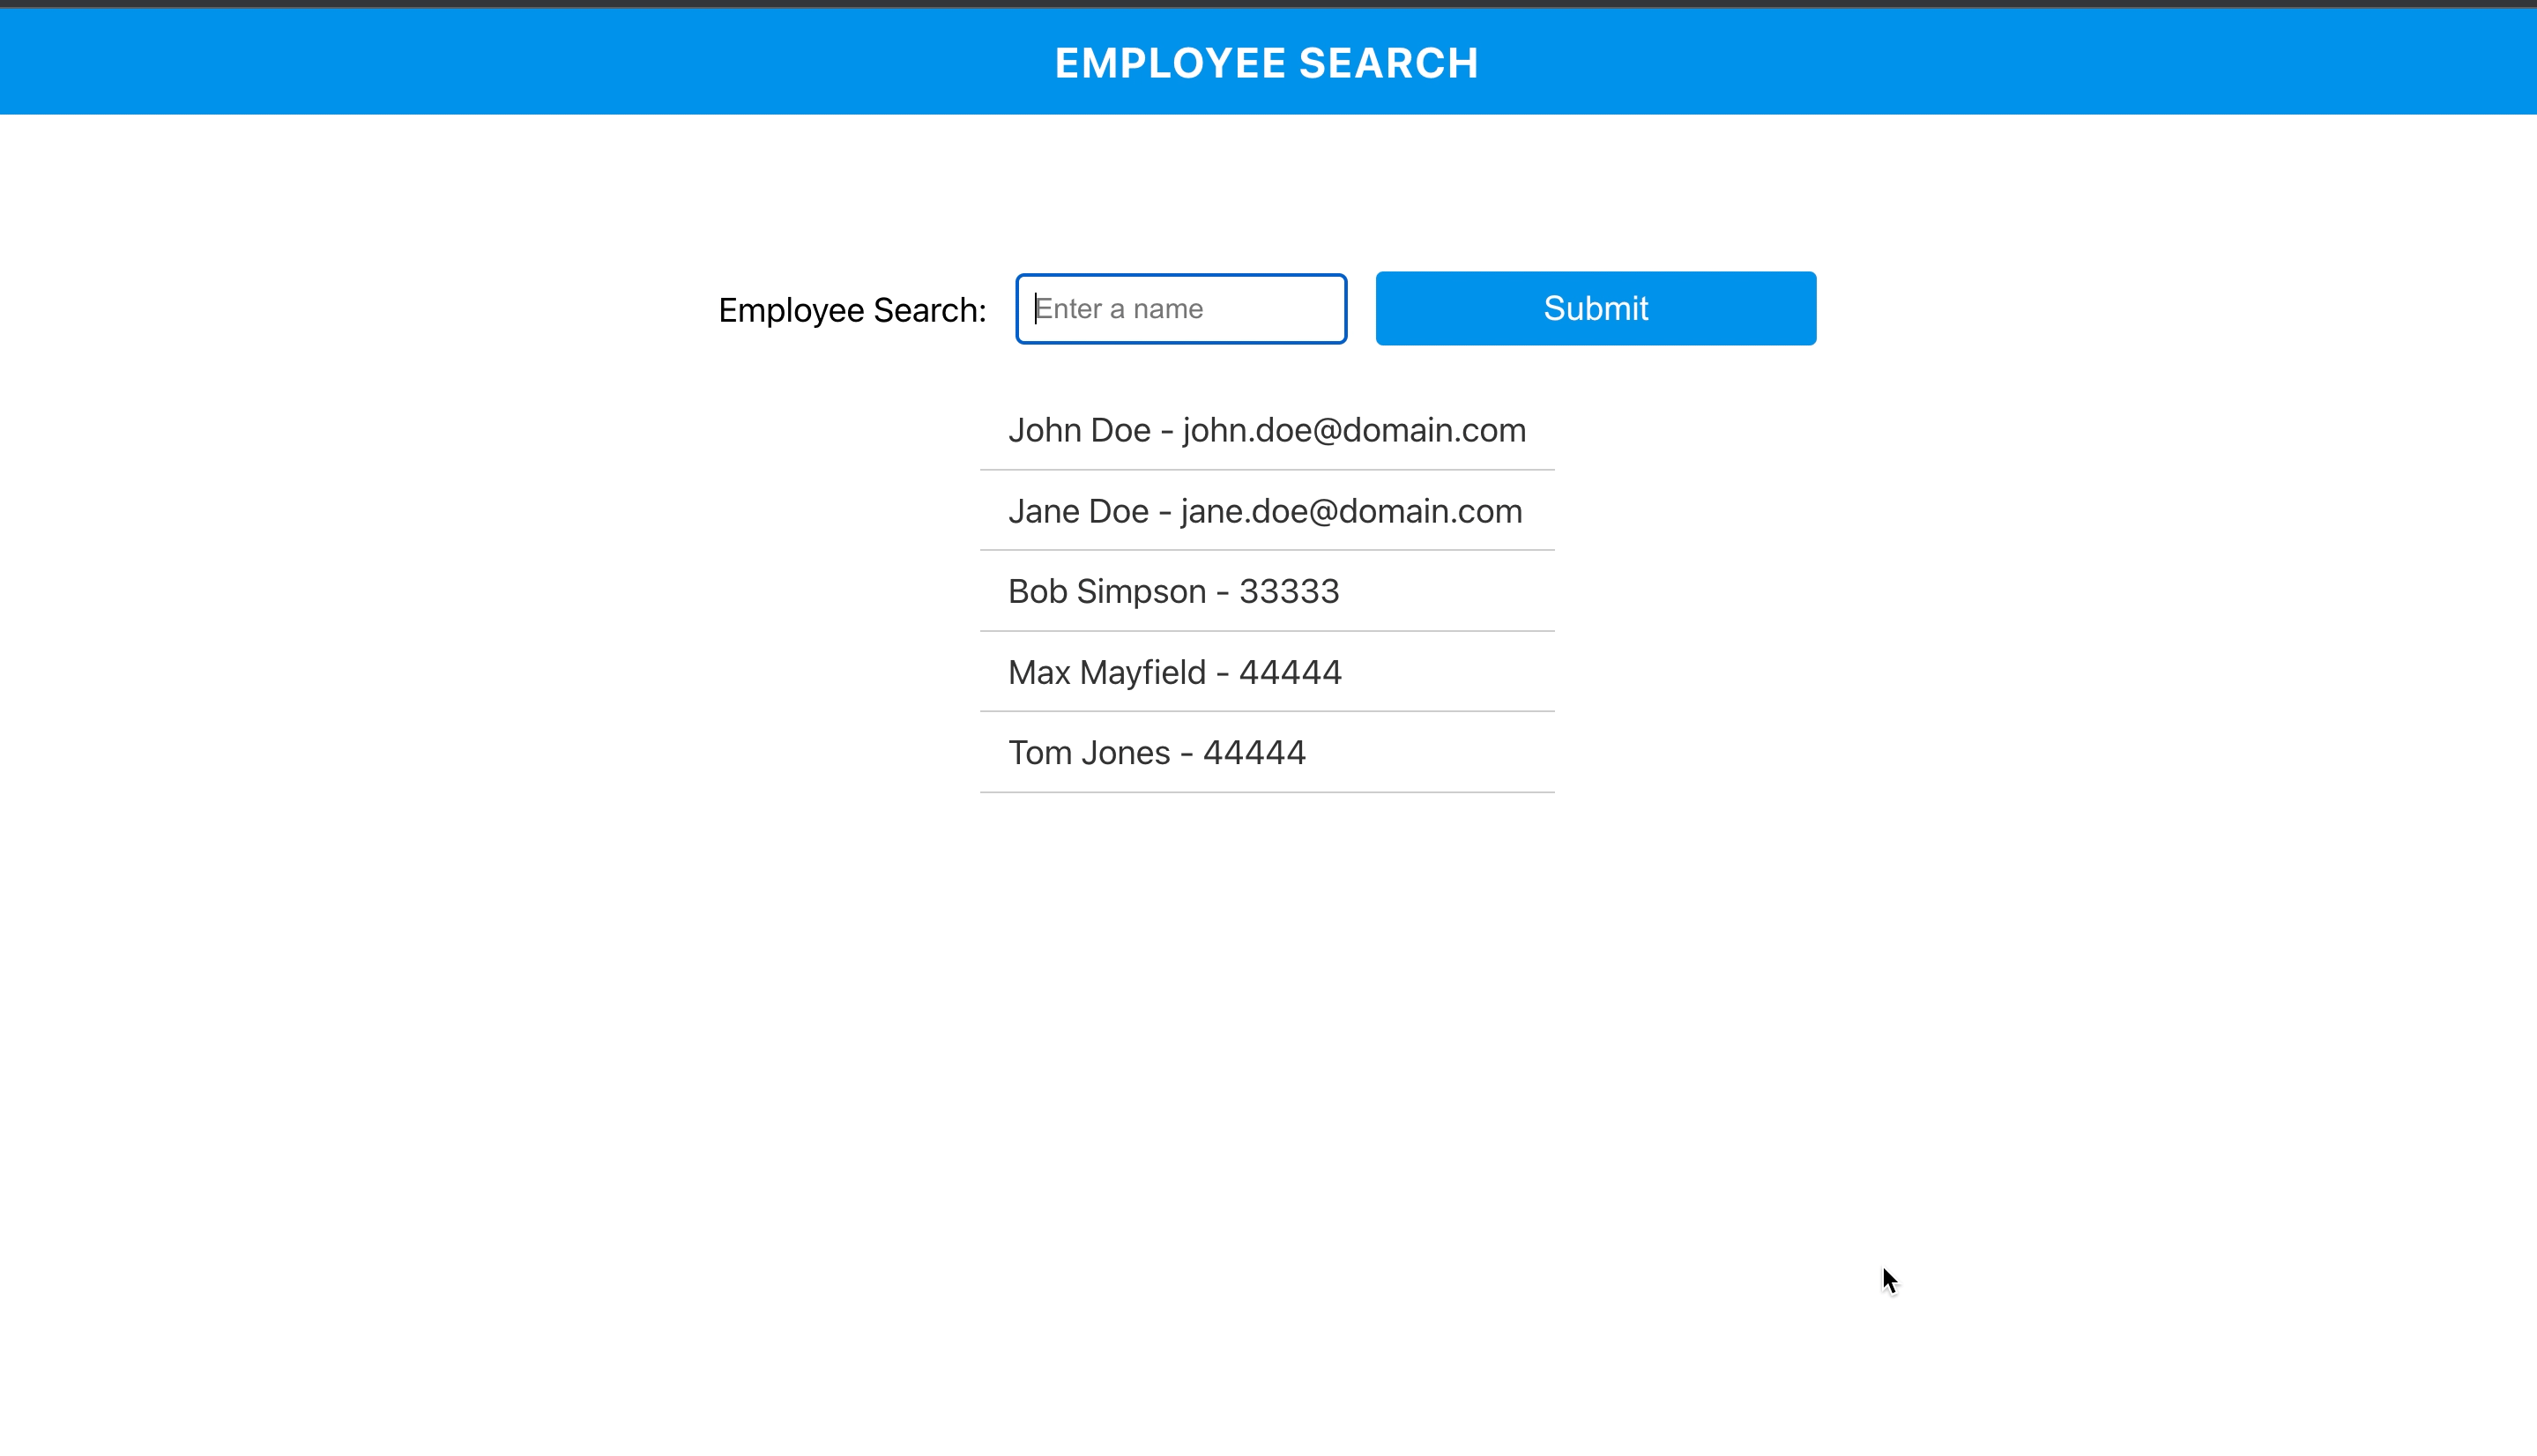 EMPLOYEE SEARCH
Employee Search: Enter a name Submit
John Doe - john.doe@domain.com
Jane Doe - jane.doe@domain.com
Bob Simpson - 33333
Max Mayfield - 44444
Tom Jones - 44444